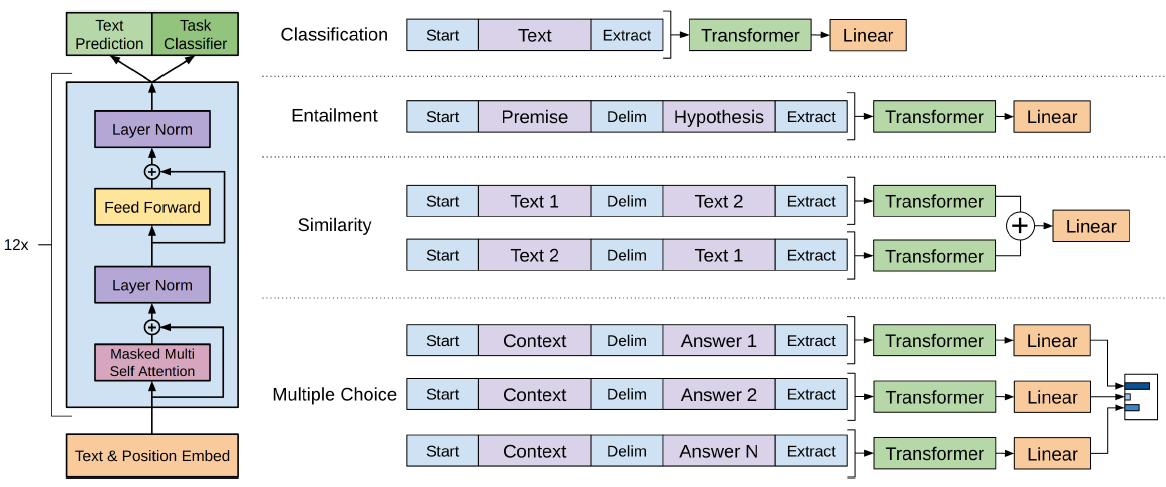 Text
Prediction
Task
Classifier
Layer Norm
Feed Forward
12x
Layer Norm
Masked Multi
Self Attention
Text & Position Embed
Classification
Start
Text
Extract
Transformer
Linear
Entailment
Start
Premise
Delim
Hypothesis
Extract
Transformer
Linear
Similarity
Start
Text 1
Delim
Text 2
Extract
Transformer
Start
Text 2
Delim
Text 1
Extract
Transformer
Linear
Multiple Choice
Start
Context
Delim
Answer 1
Extract
Transformer
Linear
Start
Context
Delim
Answer 2
Extract
Transformer
Linear
Start
Context
Delim
Answer N
Extract
Transformer
Linear